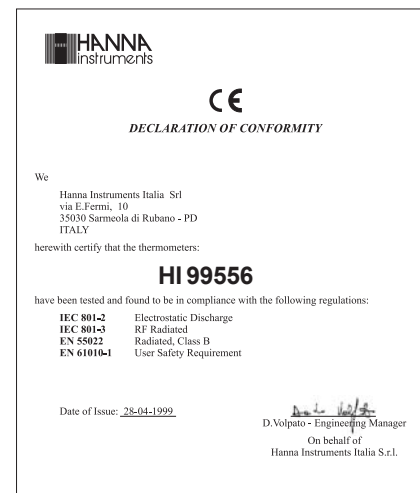 HANNA
instruments
CE
DECLARATION OF CONFORMITY
We
Hanna Instruments Italia Srl
via E.Fermi, 10
35030 Sarmeola di Rubano - PD
ITALY
herewith certify that the thermometers:
HI 99556
have been tested and found to be in compliance with the following regulations:
IEC 801-2 Electrostatic Discharge
IEC 801-3 RF Radiated
EN 55022 Radiated, Class B
EN 61010-1 User Safety Requirement
Date of Issue: 28-04-1999
D.Volpato - Engineering Manager
On behalf of
Hanna Instruments Italia S.r.l.